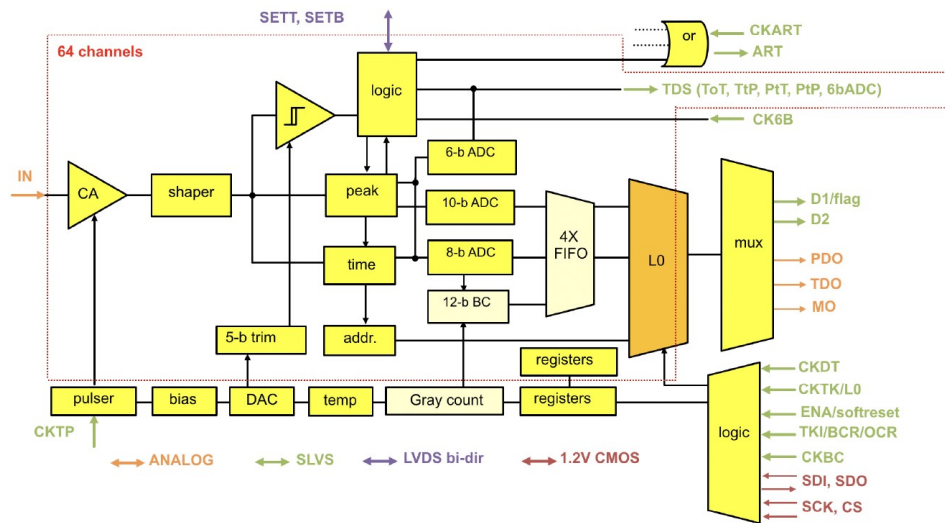 SETT, SETB
or
CKART
ART
64 channels
logic
TDS (ToT, TtP, PtT, PtP, 6bADC)
CK6B
6-b ADC
IN
CA
shaper
peak
10-b ADC
4X
FIFO
L0
mux
D1/flag
D2
PDO
TDO
MO
time
8-b ADC
12-b BC
5-b trim
addr.
registers
pulser
bias
DAC
temp
Gray count
registers
logic
CKDT
CKTK/L0
ENA/softreset
TKI/BCR/OCR
CKBC
SDI, SDO
SCK, CS
CKTP
ANALOG
SLVS
LVDS bi-dir
1.2V CMOS